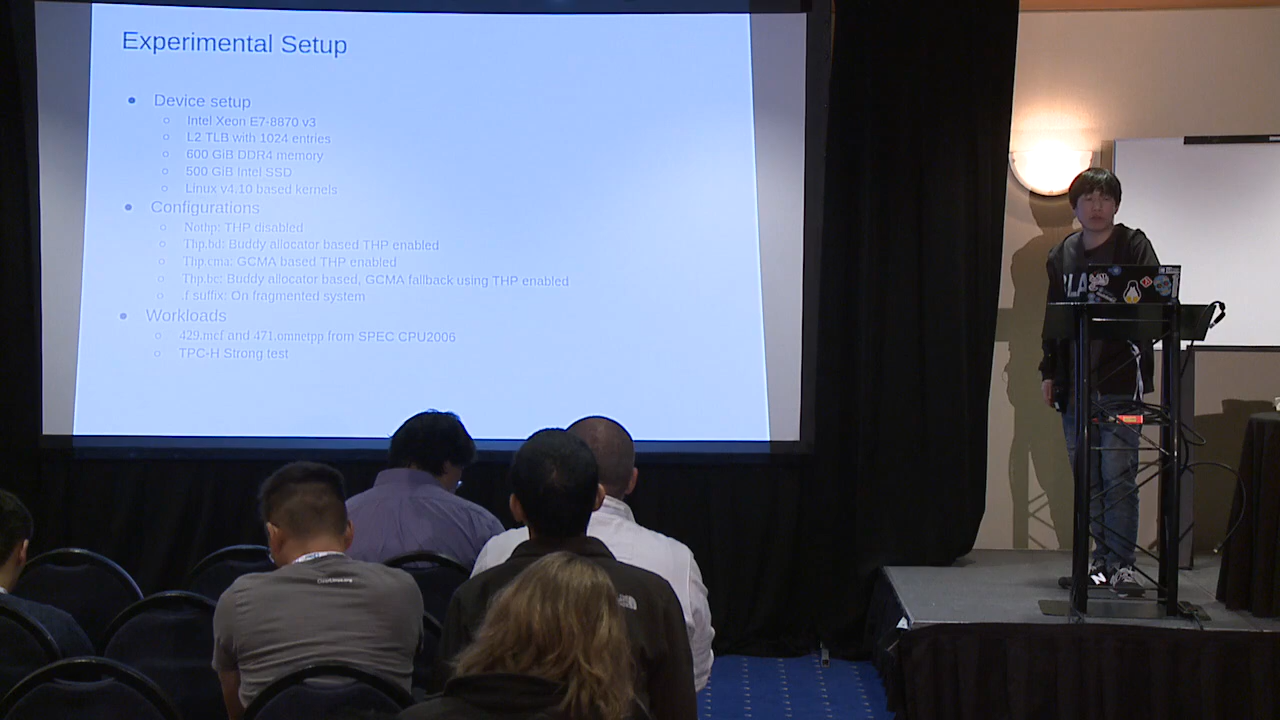 Experimental Setup
Device setup
Intel Xeon E7-8870 v3
L2 TLB with 1024 entries
600 GiB DDR4 memory
500 GiB Intel SSD
Linux v4.10 based kernels
Configurations
Nothp: THP disabled
Thp.bd: Buddy allocator based THP enabled
Thp.cma: GCMA based THP enabled
Thp.bc: Buddy allocator based, GCMA fallback using THP enabled
.f suffix: On fragmented system
Workloads
429.mcf and 471.omnetpp from SPEC CPU2006
TPC-H Strong test